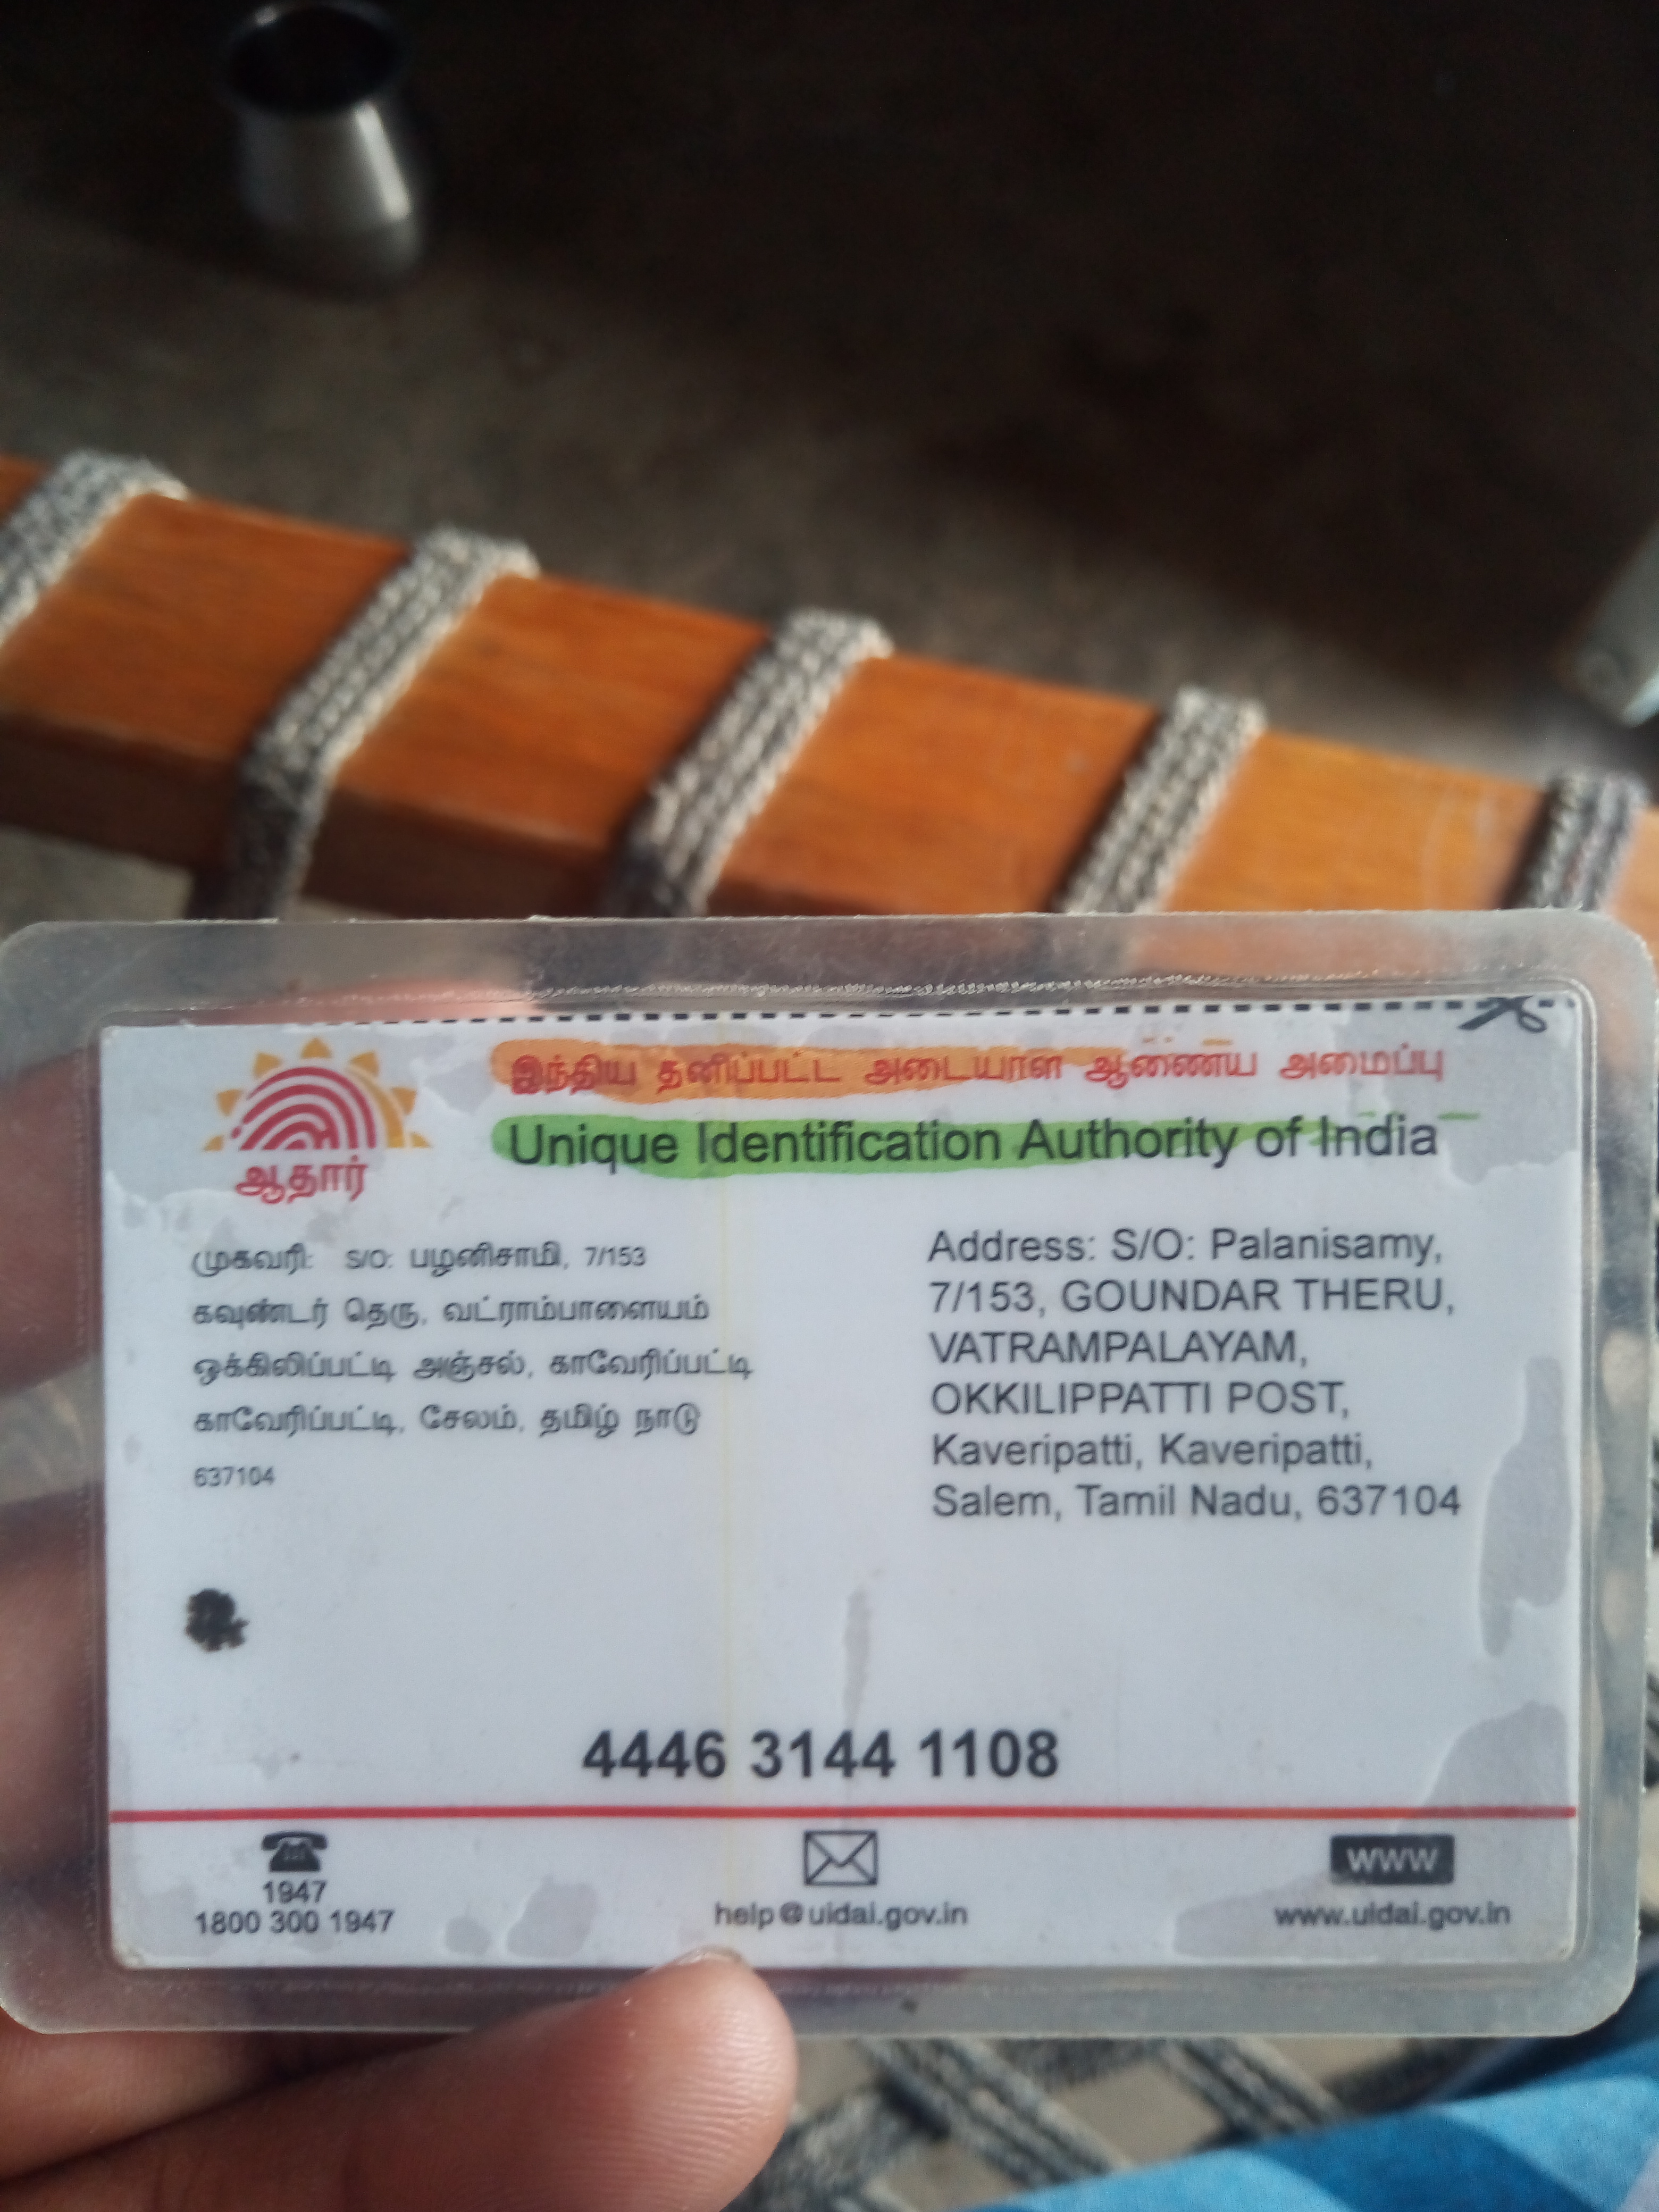 இந்திய தனிப்பட்ட அடையாள ஆணைய அமைப்பு
Unique Identification Authority of India
ஆதார்
முகவரி: S/O: பழனிசாமி, 7/153
கவுண்டர் தெரு, வட்ராம்பாளையம்
ஒக்கிலிப்பட்டி அஞ்சல், காவேரிப்பட்டி
காவேரிப்பட்டி, சேலம், தமிழ் நாடு
637104
Address: S/O: Palanisamy,
7/153, GOUNDAR THERU,
VATRAMPALAYAM,
OKKILIPPATTI POST,
Kaveripatti, Kaveripatti,
Salem, Tamil Nadu, 637104
4446 3144 1108
1947
1800 300 1947
help@uidai.gov.in
www
www.uidai.gov.in